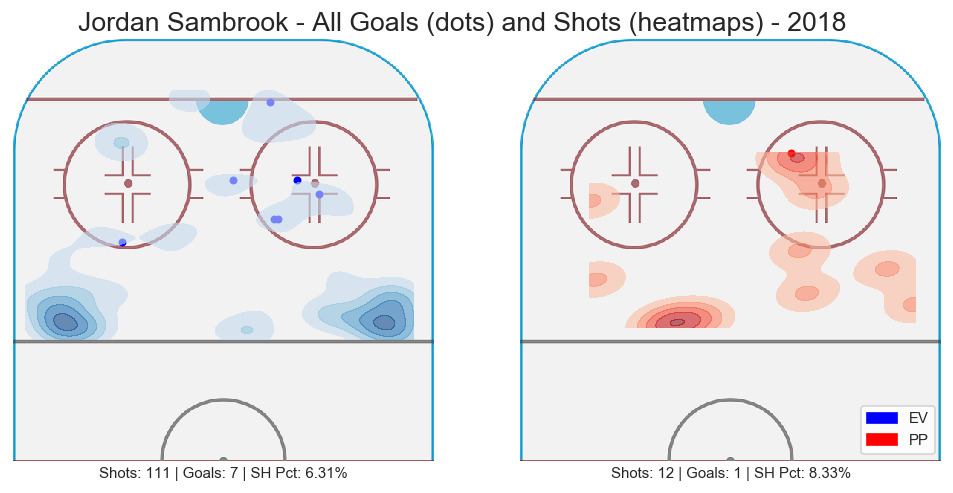 Jordan Sambrook - All Goals (dots) and Shots (heatmaps) - 2018
EV
PP
Shots: 111 | Goals: 7 | SH Pct: 6.31%
Shots: 12 | Goals: 1 | SH Pct: 8.33%